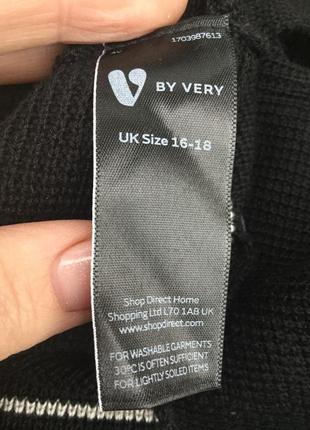 1703987613
V BY VERY
UK Size 16-18
Shop Direct Home
Shopping Ltd L70 1AB UK
www.shopdirect.com
FOR WASHABLE GARMENTS
30°C IS OFTEN SUFFICIENT
FOR LIGHTLY SOILED ITEMS